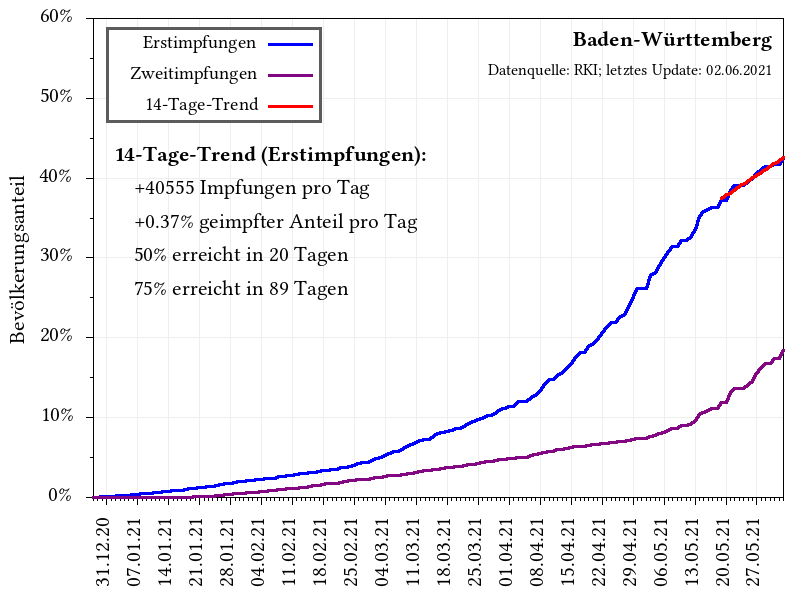 60%
50%
40%
30%
20%
10%
0%
Bevölkerungsanteil
Erstimpfungen
Zweitimpfungen
14-Tage-Trend
Baden-Württemberg
Datenquelle: RKI; letztes Update: 02.06.2021
14-Tage-Trend (Erstimpfungen):
+40555 Impfungen pro Tag
+0.37% geimpfter Anteil pro Tag
50% erreicht in 20 Tagen
75% erreicht in 89 Tagen
31.12.20
07.01.21
14.01.21
21.01.21
28.01.21
04.02.21
11.02.21
18.02.21
25.02.21
04.03.21
11.03.21
18.03.21
25.03.21
01.04.21
08.04.21
15.04.21
22.04.21
29.04.21
06.05.21
13.05.21
20.05.21
27.05.21